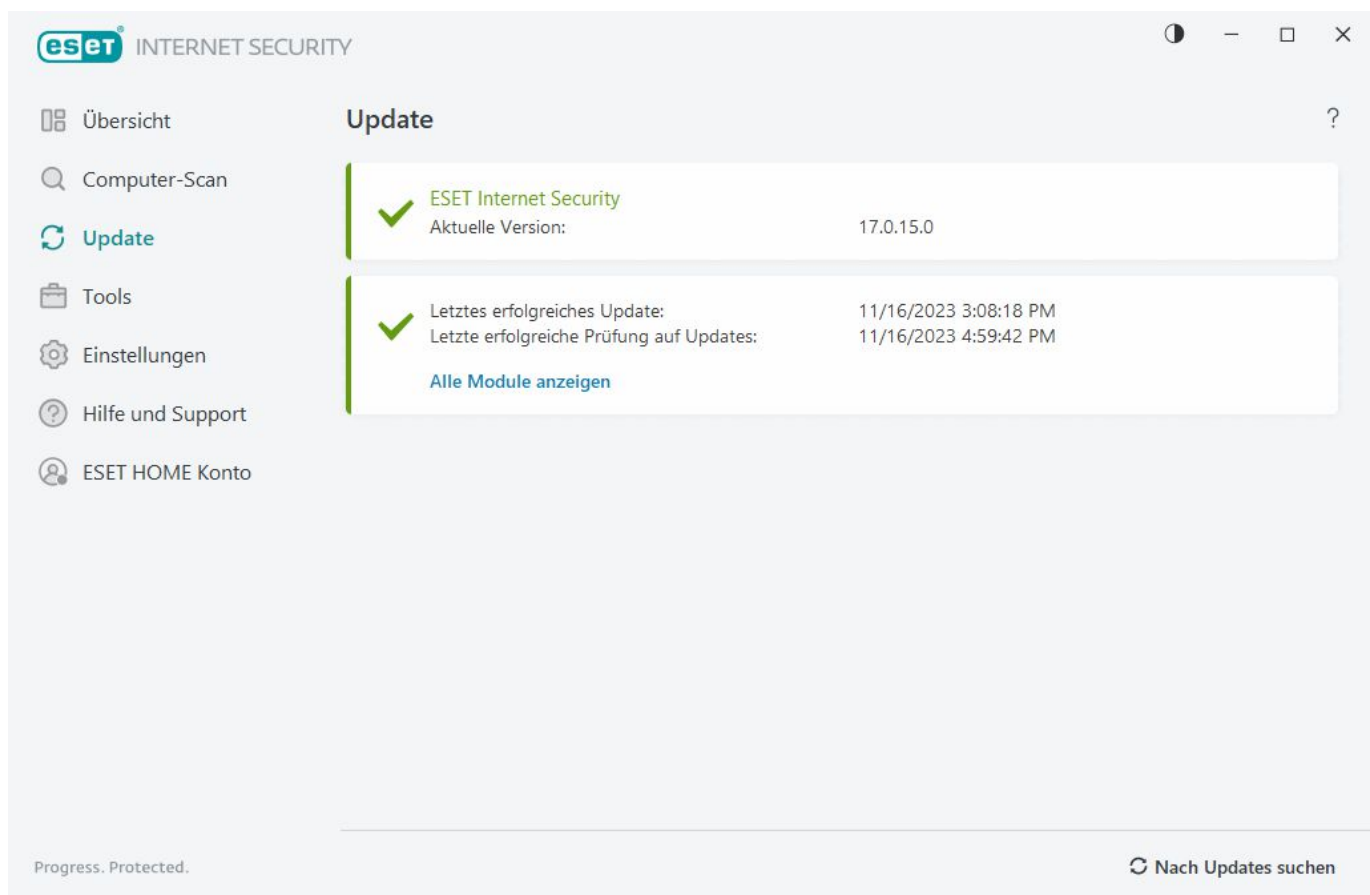 eset® INTERNET SECURITY
Übersicht
Computer-Scan
Update
Tools
Einstellungen
Hilfe und Support
ESET HOME Konto
Update
?
ESET Internet Security
Aktuelle Version: 17.0.15.0
Letztes erfolgreiches Update: 11/16/2023 3:08:18 PM
Letzte erfolgreiche Prüfung auf Updates: 11/16/2023 4:59:42 PM
Alle Module anzeigen
Progress. Protected.
Nach Updates suchen